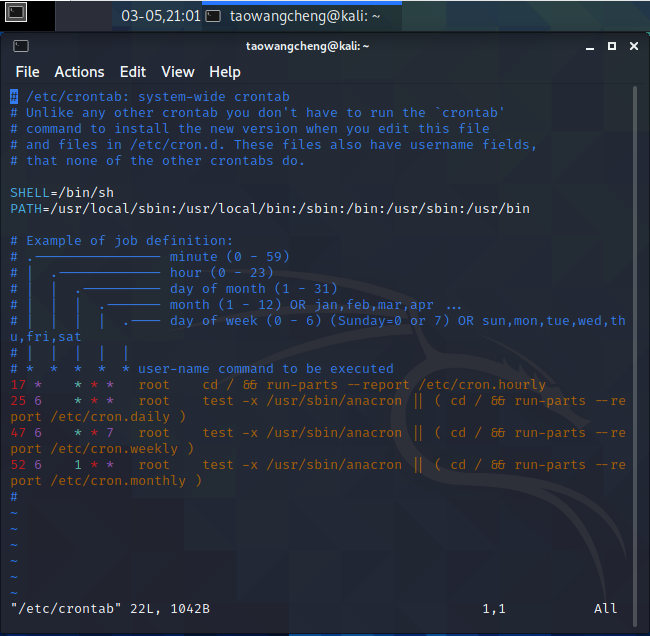 03-05,21:01 taowangcheng@kali: ~
taowangcheng@kali: ~
File Actions Edit View Help
# /etc/crontab: system-wide crontab
# Unlike any other crontab you don't have to run the `crontab'
# command to install the new version when you edit this file
# and files in /etc/cron.d. These files also have username fields,
# that none of the other crontabs do.
SHELL=/bin/sh
PATH=/usr/local/sbin:/usr/local/bin:/sbin:/bin:/usr/sbin:/usr/bin
# Example of job definition:
# .---------------- minute (0 - 59)
# | .------------- hour (0 - 23)
# | | .---------- day of month (1 - 31)
# | | | .------- month (1 - 12) OR jan,feb,mar,apr ...
# | | | | .---- day of week (0 - 6) (Sunday=0 or 7) OR sun,mon,tue,wed,th
u,fri,sat
# | | | | |
# * * * * * user-name command to be executed
17 * * * * root cd / && run-parts --report /etc/cron.hourly
25 6 * * * root test -x /usr/sbin/anacron || ( cd / && run-parts --re
port /etc/cron.daily )
47 6 * * 7 root test -x /usr/sbin/anacron || ( cd / && run-parts --re
port /etc/cron.weekly )
52 6 1 * * root test -x /usr/sbin/anacron || ( cd / && run-parts --re
port /etc/cron.monthly )
#
~
~
~
~
~
~
"/etc/crontab" 22L, 1042B 1,1 All